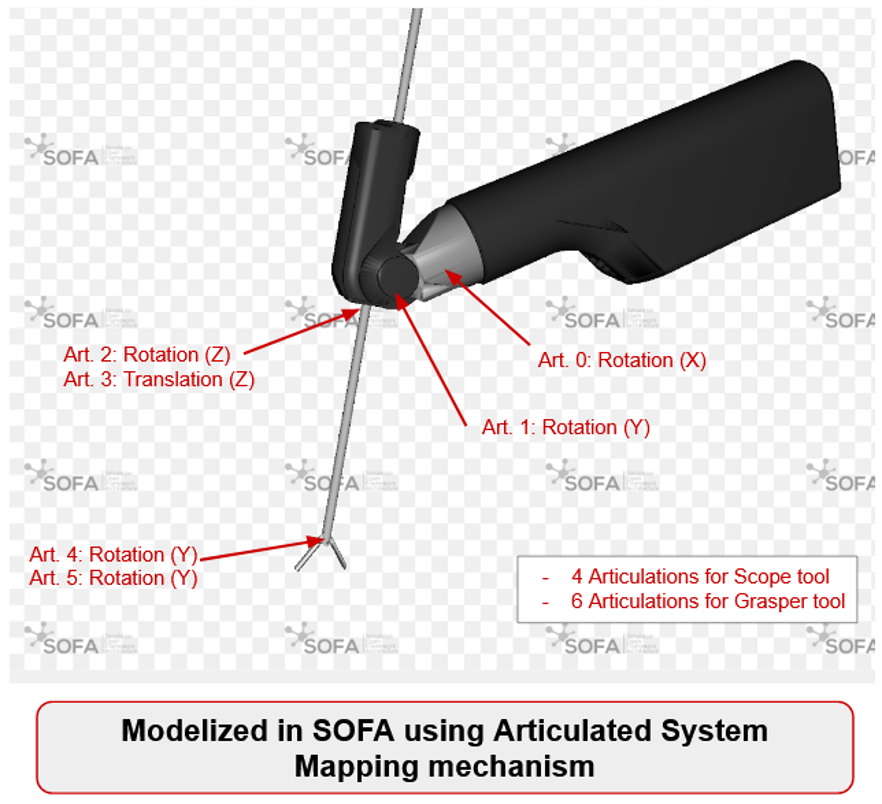 SOFA SOFA SOFA SOFA
Art. 2: Rotation (Z)
Art. 3: Translation (Z)
SOFA SOFA SOFA SOFA
Art. 0: Rotation (X)
Art. 1: Rotation (Y)
SOFA SOFA SOFA SOFA
Art. 4: Rotation (Y)
Art. 5: Rotation (Y)
- 4 Articulations for Scope tool
- 6 Articulations for Grasper tool
SOFA SOFA SOFA SOFA
Modelized in SOFA using Articulated System
Mapping mechanism